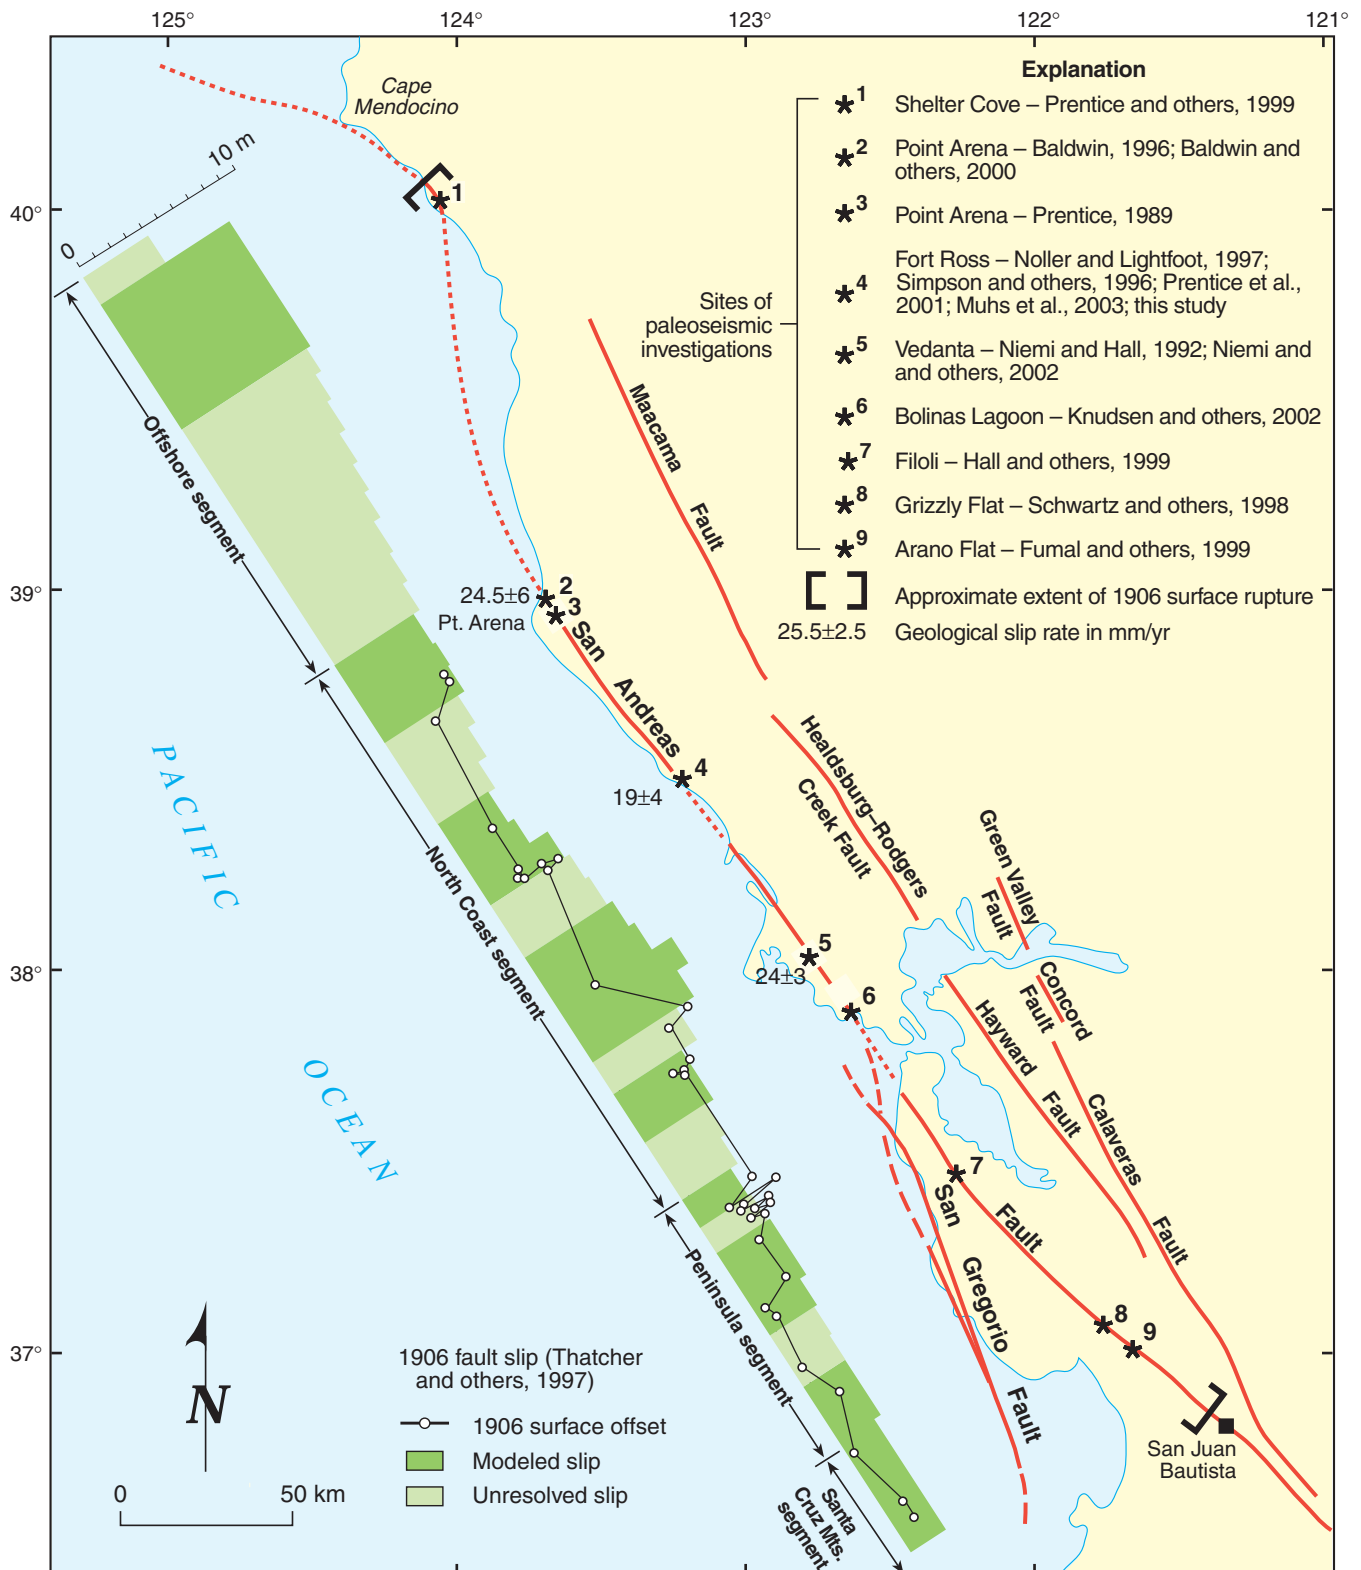 125°
124°
123°
122°
121°
Cape
Mendocino
10 m
0
40°
39°
38°
37°
1
2
3
4
5
6
7
8
9
Explanation
1 Shelter Cove – Prentice and others, 1999
2 Point Arena – Baldwin, 1996; Baldwin and
others, 2000
3 Point Arena – Prentice, 1989
Fort Ross – Noller and Lightfoot, 1997;
4 Simpson and others, 1996; Prentice et al.,
2001; Muhs et al., 2003; this study
5 Vedanta – Niemi and Hall, 1992; Niemi and
and others, 2002
6 Bolinas Lagoon – Knudsen and others, 2002
7 Filoli – Hall and others, 1999
8 Grizzly Flat – Schwartz and others, 1998
9 Arano Flat – Fumal and others, 1999
Approximate extent of 1906 surface rupture
25.5±2.5 Geological slip rate in mm/yr
Sites of
paleoseismic
investigations
Maacama
Fault
24.5±6
Pt. Arena
San
Andreas
19±4
24±3
Healdsburg–Rodgers
Creek Fault
Green Valley
Fault
Concord
Fault
Hayward
Fault
Calaveras
Fault
Fault
San
Gregorio
Fault
San Juan
Bautista
Offshore segment
North Coast segment
Peninsula segment
Santa
Cruz Mts.
segment
PACIFIC
OCEAN
N
0 50 km
1906 fault slip (Thatcher
and others, 1997)
1906 surface offset
Modeled slip
Unresolved slip